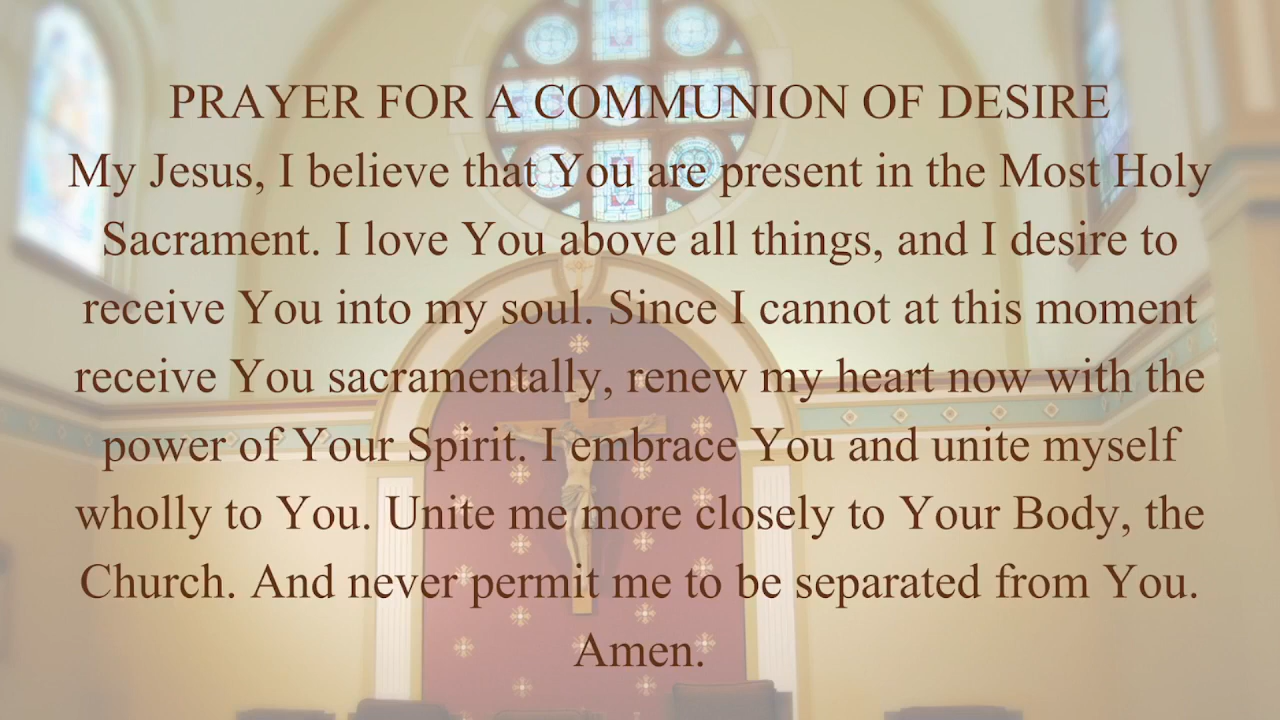 PRAYER FOR A COMMUNION OF DESIRE
My Jesus, I believe that You are present in the Most Holy
Sacrament. I love You above all things, and I desire to
receive You into my soul. Since I cannot at this moment
receive You sacramentally, renew my heart now with the
power of Your Spirit. I embrace You and unite myself
wholly to You. Unite me more closely to Your Body, the
Church. And never permit me to be separated from You.
Amen.